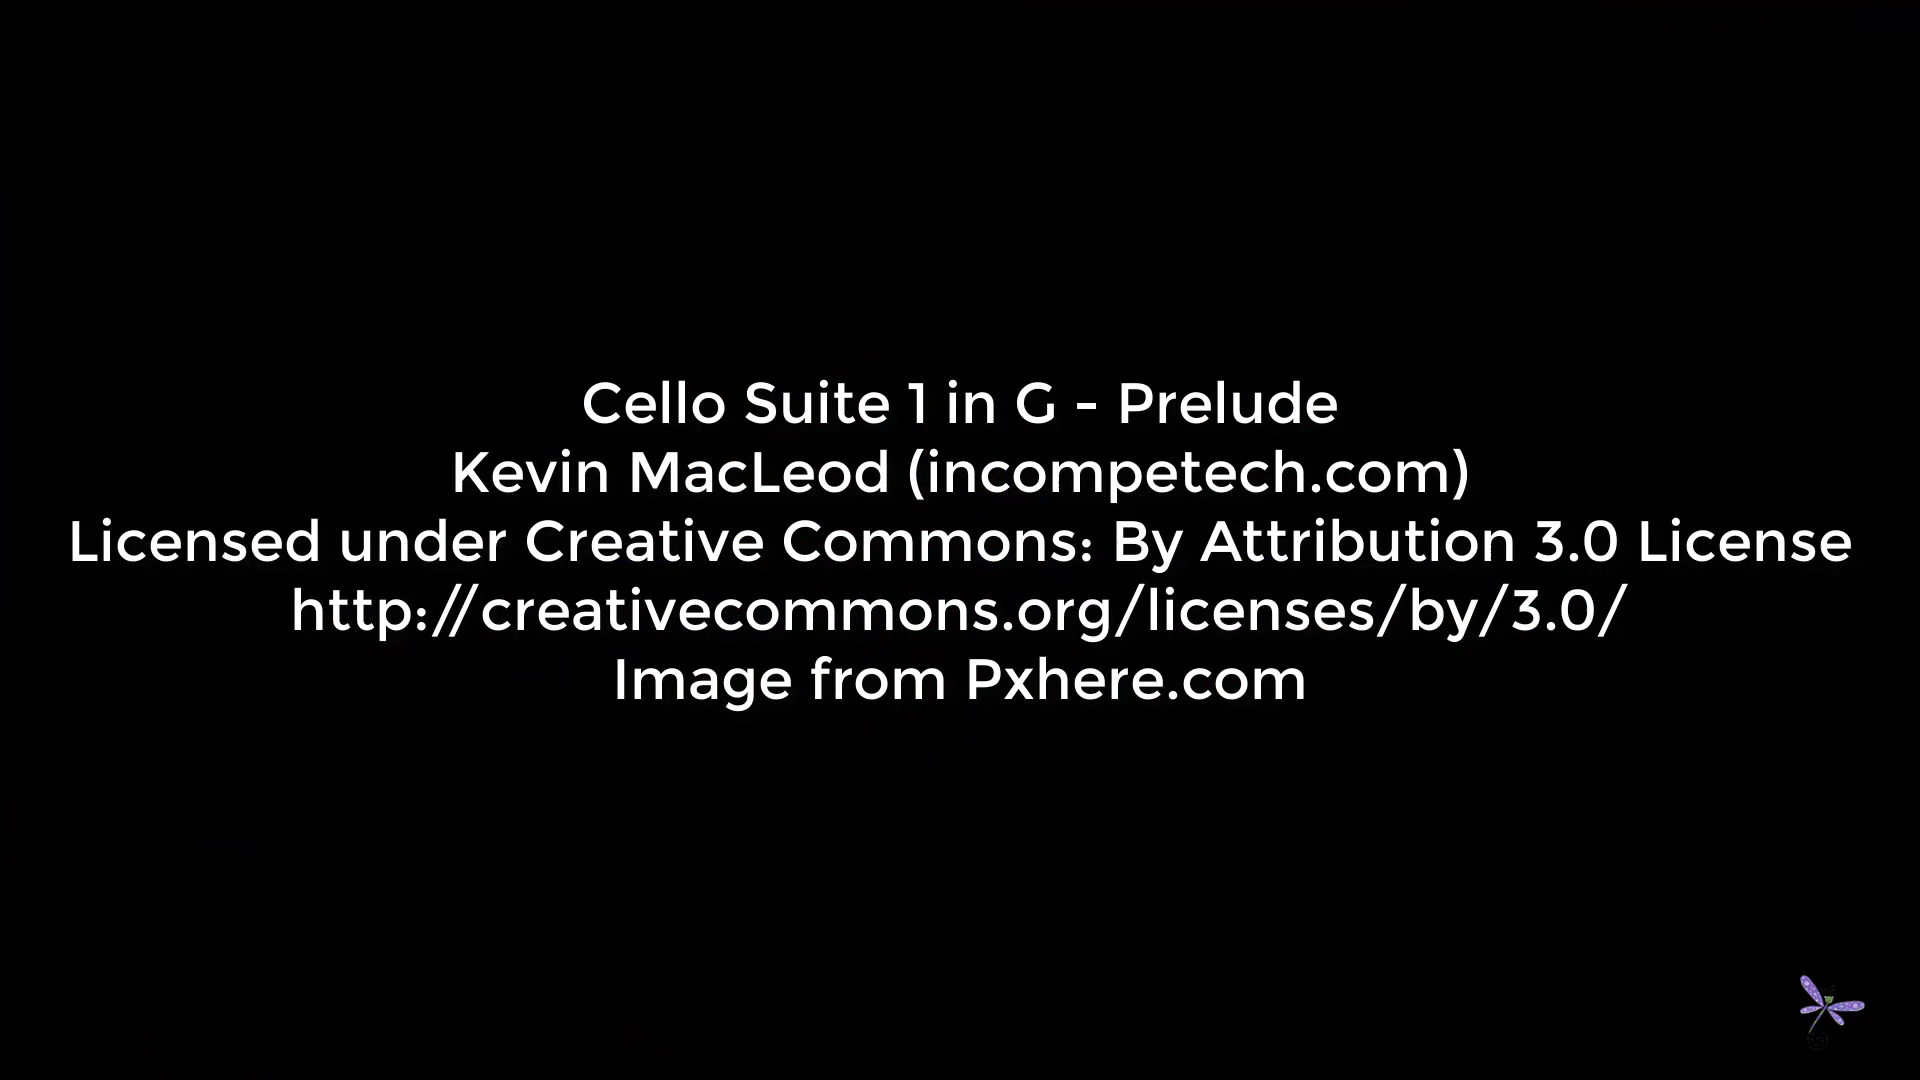 Cello Suite 1 in G - Prelude
Kevin MacLeod (incompetech.com)
Licensed under Creative Commons: By Attribution 3.0 License
http://creativecommons.org/licenses/by/3.0/
Image from Pxhere.com